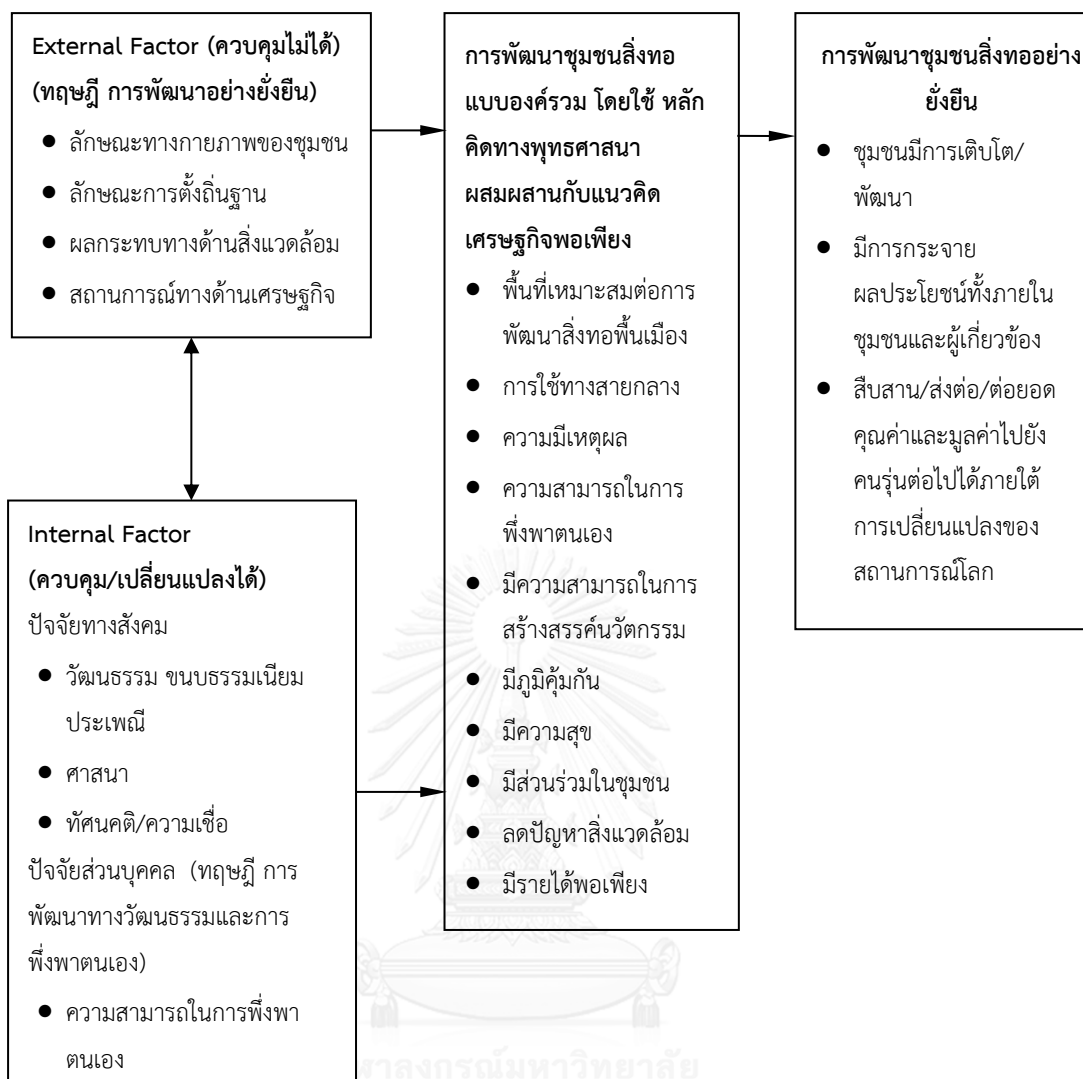 External Factor (ควบคุมไม่ได้)
(ทฤษฎี การพัฒนาอย่างยั่งยืน)
● ลักษณะทางกายภาพของชุมชน
● ลักษณะการตั้งถิ่นฐาน
● ผลกระทบทางด้านสิ่งแวดล้อม
● สถานการณ์ทางด้านเศรษฐกิจ
Internal Factor
(ควบคุม/เปลี่ยนแปลงได้)
ปัจจัยทางสังคม
● วัฒนธรรม ขนบธรรมเนียม
ประเพณี
● ศาสนา
● ทัศนคติ/ความเชื่อ
ปัจจัยส่วนบุคคล (ทฤษฎี การ
พัฒนาทางวัฒนธรรมและการ
พึ่งพาตนเอง)
● ความสามารถในการพึ่งพา
ตนเอง
การพัฒนาชุมชนสิ่งทอ
แบบองค์รวม โดยใช้ หลัก
คิดทางพุทธศาสนา
ผสมผสานกับแนวคิด
เศรษฐกิจพอเพียง
● พื้นที่เหมาะสมต่อการ
พัฒนาสิ่งทอพื้นเมือง
● การใช้ทางสายกลาง
● ความมีเหตุผล
● ความสามารถในการ
พึ่งพาตนเอง
● มีความสามารถในการ
สร้างสรรค์นวัตกรรม
● มีภูมิคุ้มกัน
● มีความสุข
● มีส่วนร่วมในชุมชน
● ลดปัญหาสิ่งแวดล้อม
● มีรายได้พอเพียง
การพัฒนาชุมชนสิ่งทออย่าง
ยั่งยืน
● ชุมชนมีการเติบโต/
พัฒนา
● มีการกระจาย
ผลประโยชน์ทั้งภายใน
ชุมชนและผู้เกี่ยวข้อง
● สืบสาน/ส่งต่อ/ต่อยอด
คุณค่าและมูลค่าไปยัง
คนรุ่นต่อไปได้ภายใต้
การเปลี่ยนแปลงของ
สถานการณ์โลก
ฬาลงกรณ์มหาวิทยาลัย